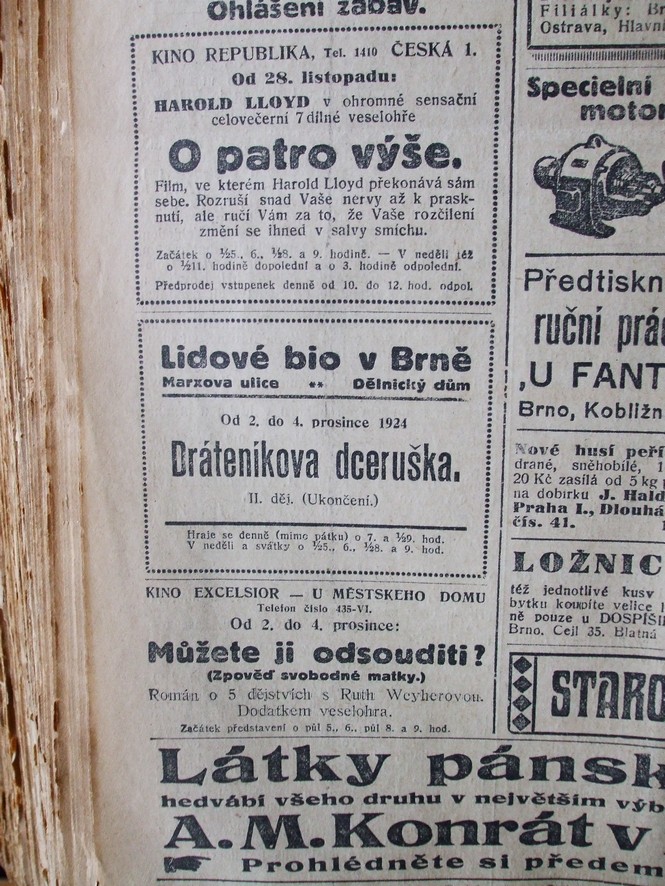 Ohlášení zábav.
KINO REPUBLIKA, Tel. 1410 ČESKÁ 1.
Od 28. listopadu:
HAROLD LLOYD v ohromné sensační
celovečerní 7 dílné veselohře
O patro výše.
Film, ve kterém Harold Lloyd překonává sám
sebe. Rozruší snad Vaše nervy až k prask-
nutí, ale ručí Vám za to, že Vaše rozčílení
změní se ihned v salvy smíchu.
Začátek o ½5., 6., ½8. a 9. hodině. — V neděli též
o ½11. hodině dopolední a o 3. hodině odpolední.
Předprodej vstupenek denně od 10. do 12. hod. odpol.
Lidové bio v Brně
Marxova ulice ** Dělnický dům
Od 2. do 4. prosince 1924
Dráteníkova dceruška.
II. děj. (Ukončení.)
Hraje se denně (mimo pátku) o 7. a ½9. hod.
V neděli a svátky o ½5., 6., ½8. a 9. hod.
KINO EXCELSIOR — U MĚSTSKEHO DOMU
Telefon číslo 435-VI.
Od 2. do 4. prosince:
Můžete ji odsouditi?
(Zpověď svobodné matky.)
Román o 5 dějstvích s Ruth Weyherovou.
Dodatkem veselohra.
Začátek představení o půl 5., 6., půl 8. a 9. hod.
Látky pánsk
hedvábí všeho druhu v největším výb
A. M. Konrát v
Prohlédněte si předem
Filiálky: Br
Ostrava, Hlavn
Specielní
motor
Předtiskn
ruční prác
„U FANT
Brno, Kobližn
Nové husí peří
drané, sněhobílé, 1
20 Kč zasílá od 5 kg p
na dobírku J. Hald
Praha I., Dlouhá
čís. 41.
LOŽNIC
též jednotlivé kusy
bytku koupíte velice l
ně pouze u DOSPÍŠI
Brno. Cejl 35. Blatná
STARO